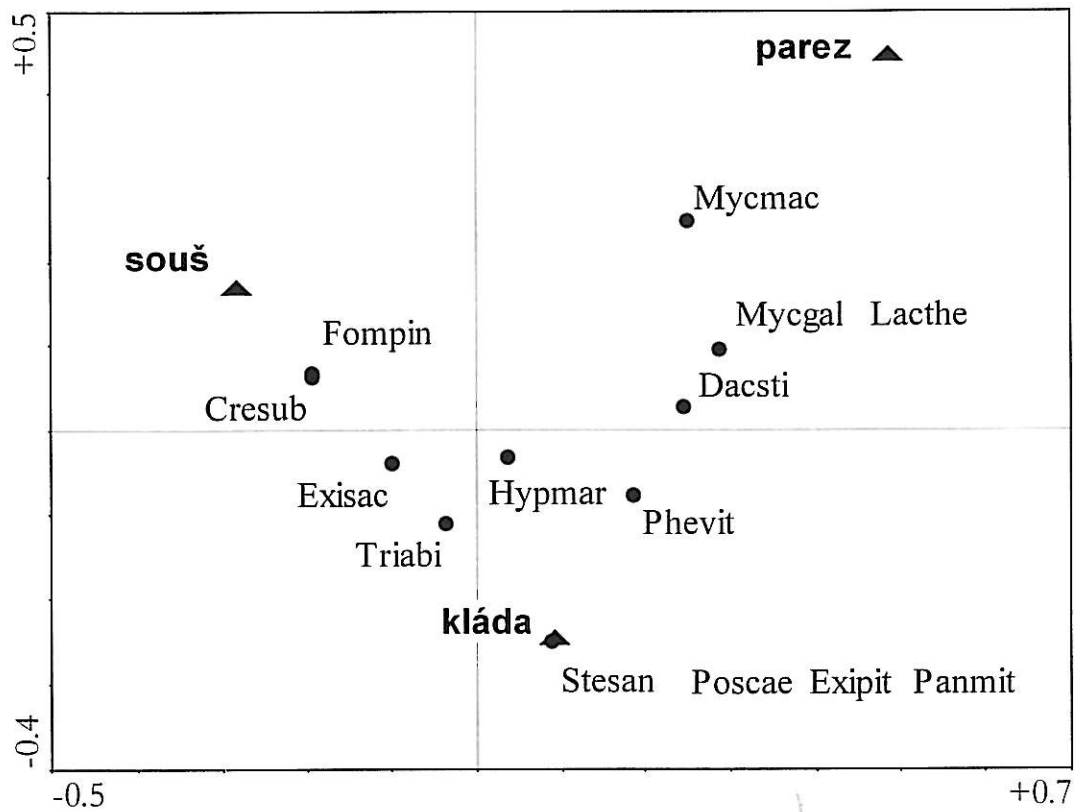 +0.5
parez
Mycmac
souš
Mycgal Lacthe
Fompin
Dacsti
Cresub
Exisac
Hypmar
Phevit
Triabi
kláda
Stesan Poscae Exipit Panmit
-0.4
-0.5
+0.7